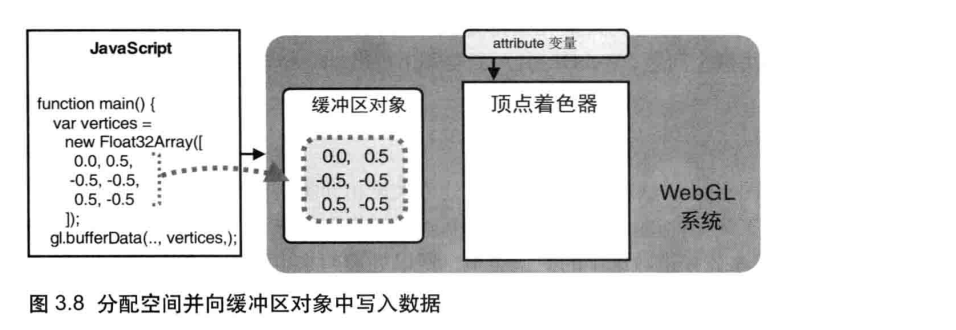 JavaScript
function main() {
var vertices =
new Float32Array([
0.0, 0.5,
-0.5, -0.5,
0.5, -0.5
]);
gl.bufferData(.., vertices,);
缓冲区对象
0.0, 0.5
-0.5, -0.5
0.5, -0.5
attribute 变量
顶点着色器
WebGL
系统
图 3.8 分配空间并向缓冲区对象中写入数据